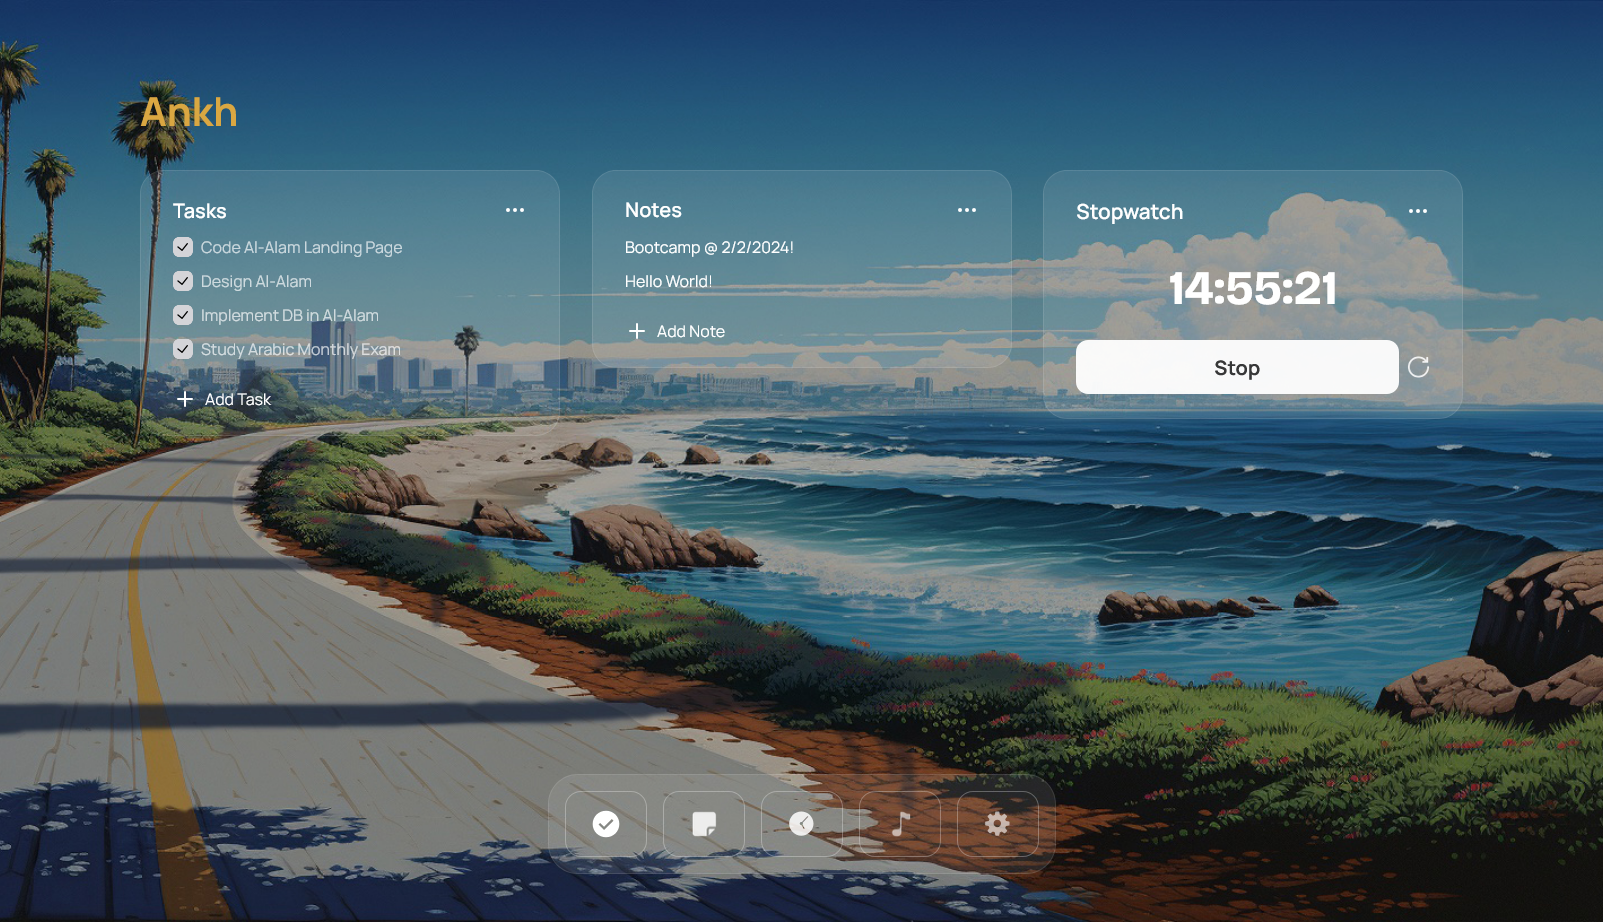 Ankh
Tasks
Code Al-Alam Landing Page
Design Al-Alam
Implement DB in Al-Alam
Study Arabic Monthly Exam
Add Task
Notes
Bootcamp @ 2/2/2024!
Hello World!
Add Note
Stopwatch
14:55:21
Stop